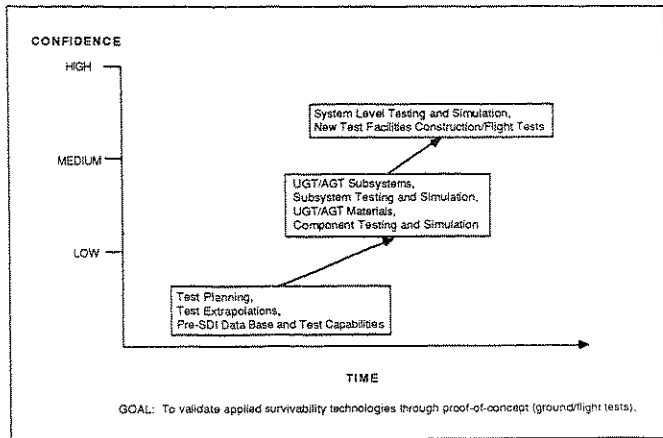 CONFIDENCE
HIGH
System Level Testing and Simulation,
New Test Facilities Construction/Flight Tests
MEDIUM
UGT/AGT Subsystems,
Subsystem Testing and Simulation,
UGT/AGT Materials,
Component Testing and Simulation
LOW
Test Planning,
Test Extrapolations,
Pre-SDI Data Base and Test Capabilities
TIME
GOAL: To validate applied survivability technologies through proof-of-concept (ground/flight tests).